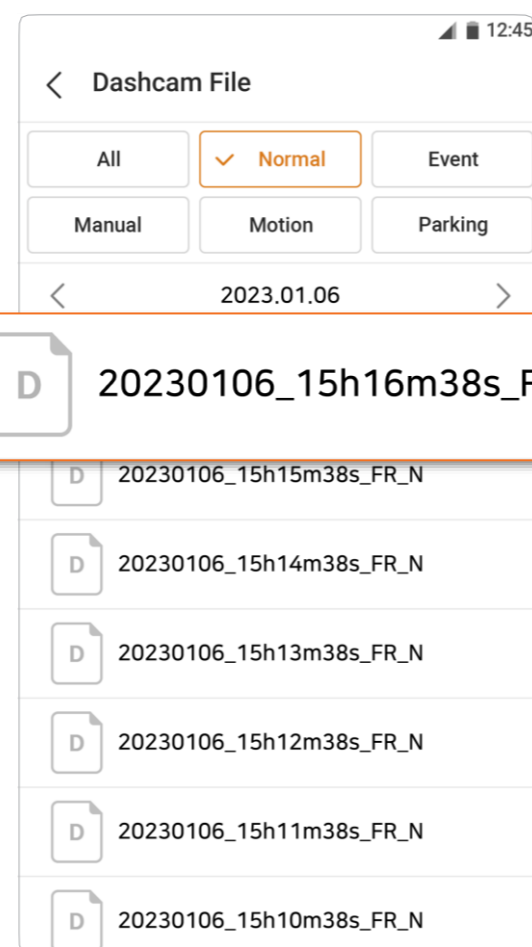 12:45
Dashcam File
All Normal Event
Manual Motion Parking
2023.01.06
D 20230106_15h16m38s_F
D 20230106_15h15m38s_FR_N
D 20230106_15h14m38s_FR_N
D 20230106_15h13m38s_FR_N
D 20230106_15h12m38s_FR_N
D 20230106_15h11m38s_FR_N
D 20230106_15h10m38s_FR_N